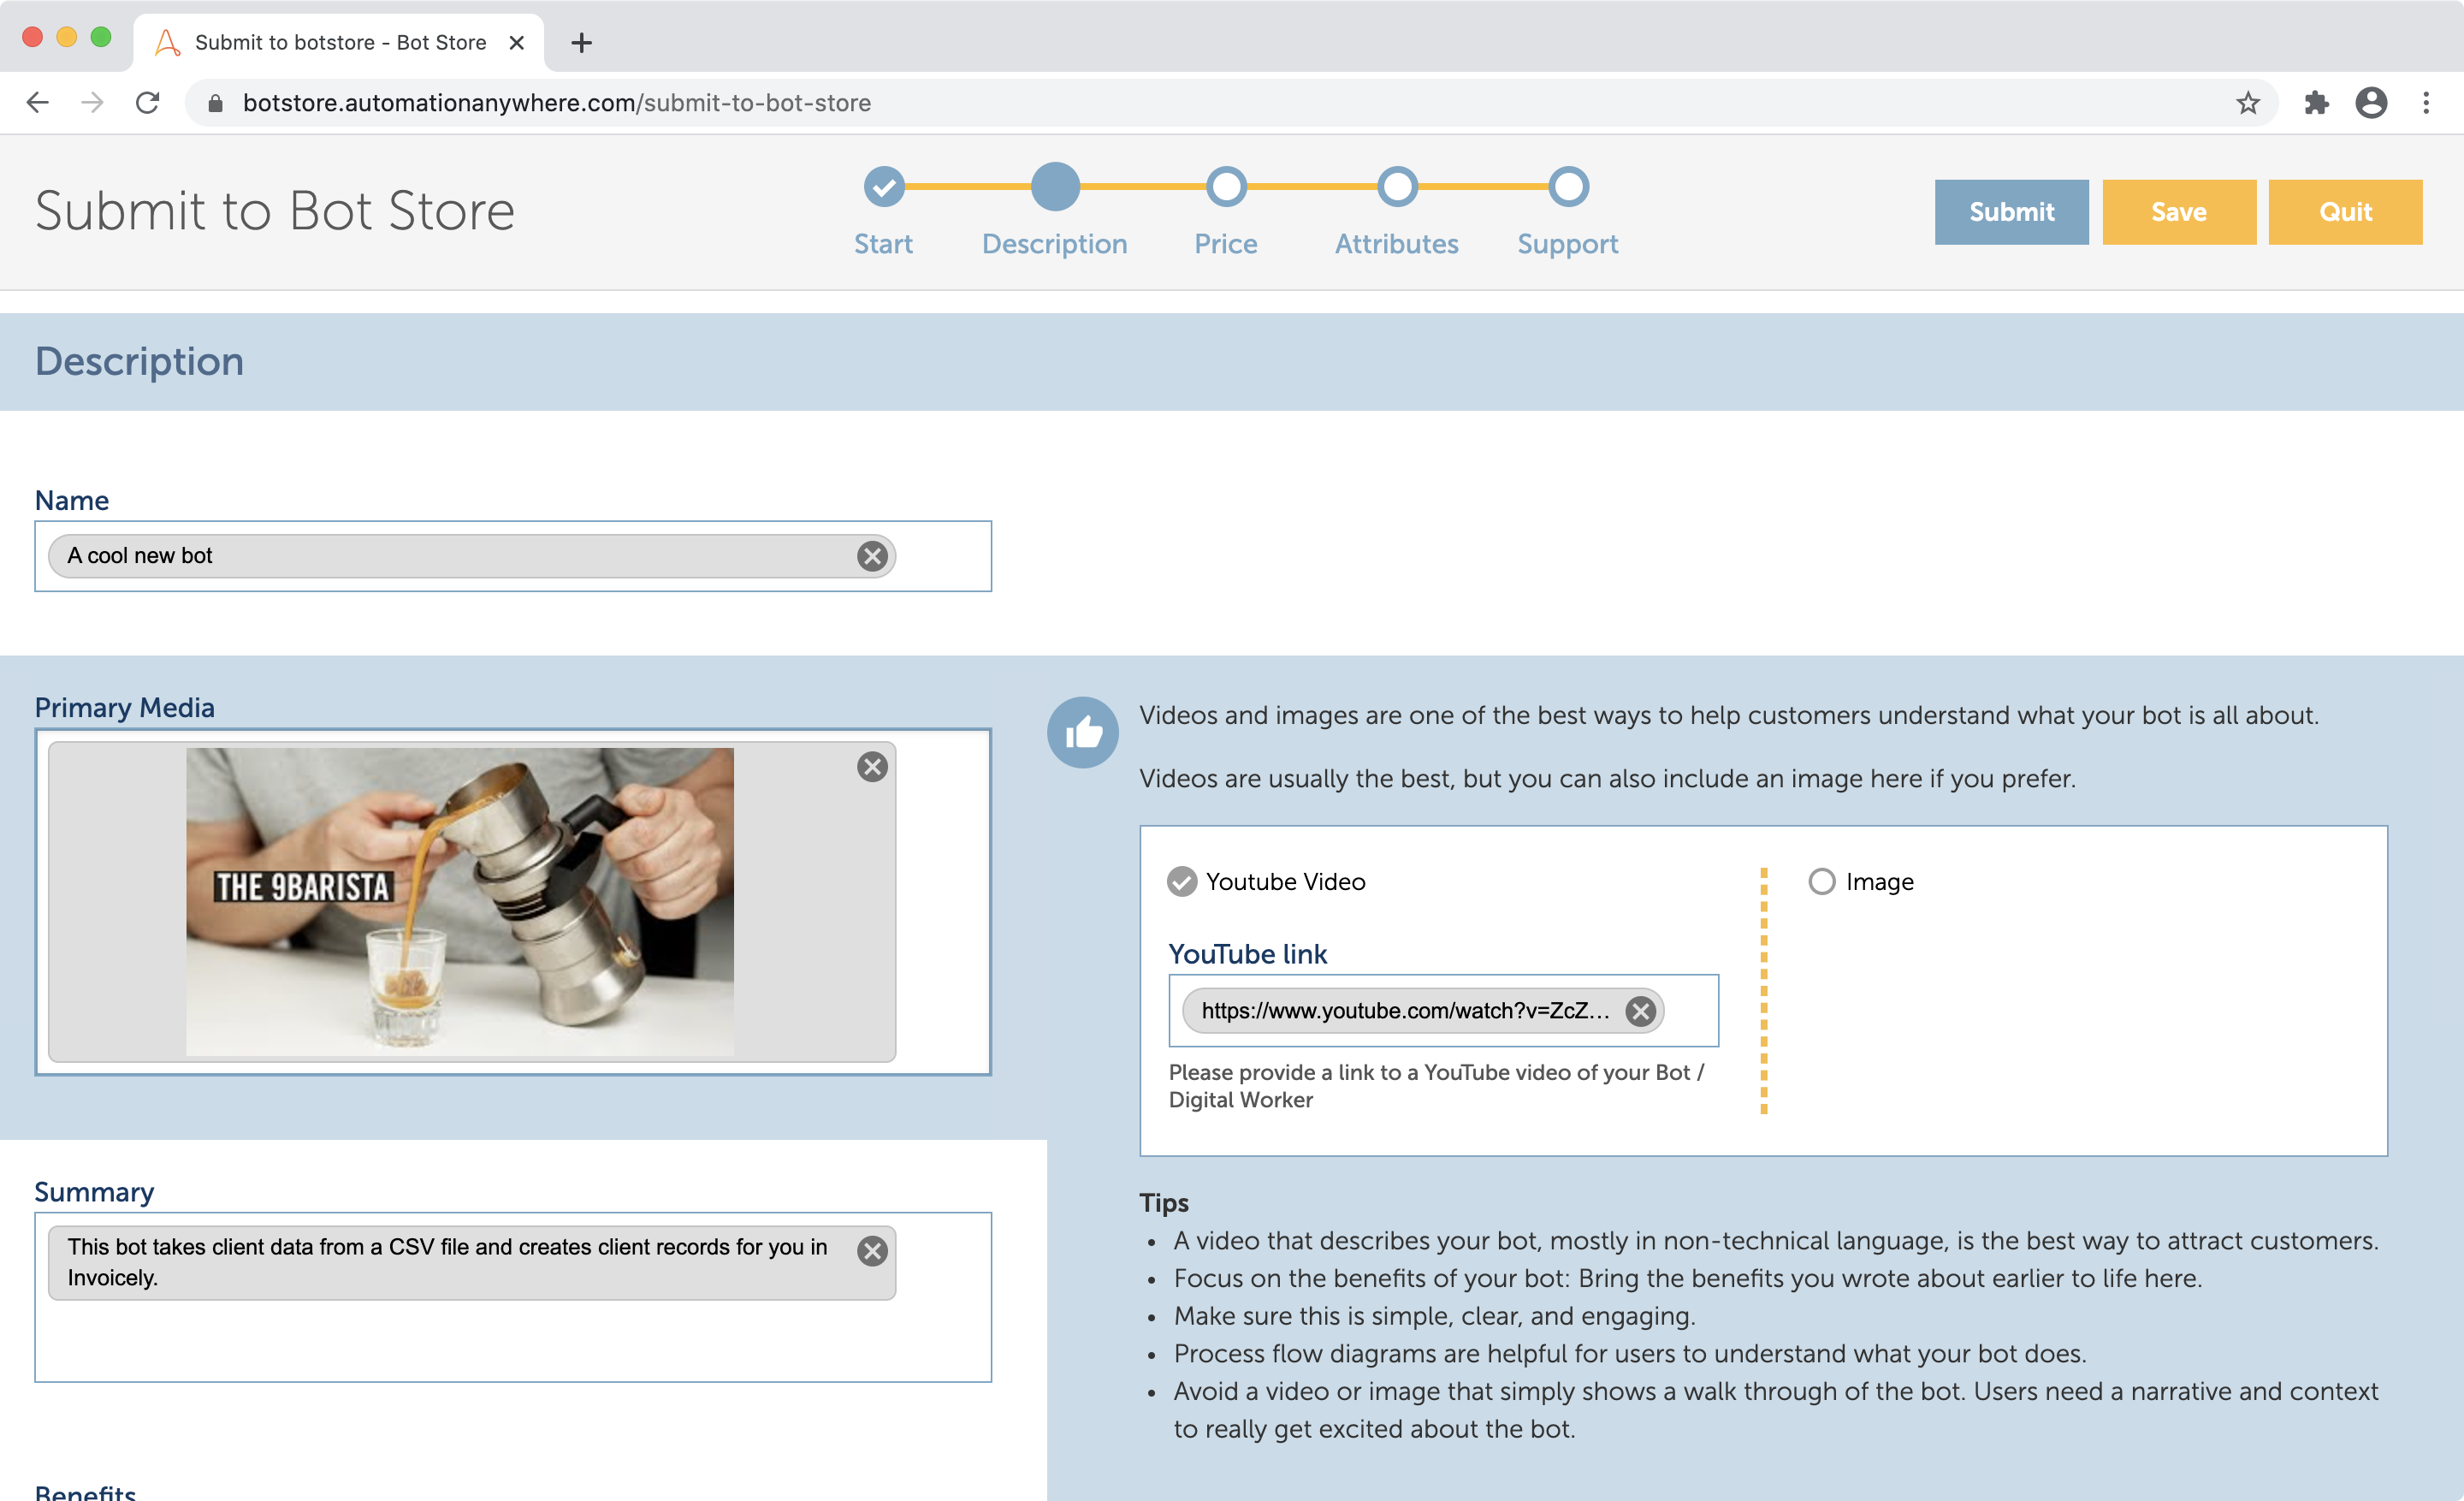 Submit to botstore - Bot Store
botstore.automationanywhere.com/submit-to-bot-store
Submit to Bot Store
Start
Description
Price
Attributes
Support
Submit
Save
Quit
Description
Name
A cool new bot
Primary Media
THE 9BARISTA
Videos and images are one of the best ways to help customers understand what your bot is all about.
Videos are usually the best, but you can also include an image here if you prefer.
Youtube Video
Image
YouTube link
https://www.youtube.com/watch?v=ZcZ...
Please provide a link to a YouTube video of your Bot /
Digital Worker
Summary
This bot takes client data from a CSV file and creates client records for you in
Invoicely.
Tips
• A video that describes your bot, mostly in non-technical language, is the best way to attract customers.
• Focus on the benefits of your bot: Bring the benefits you wrote about earlier to life here.
• Make sure this is simple, clear, and engaging.
• Process flow diagrams are helpful for users to understand what your bot does.
• Avoid a video or image that simply shows a walk through of the bot. Users need a narrative and context
to really get excited about the bot.
Benefits